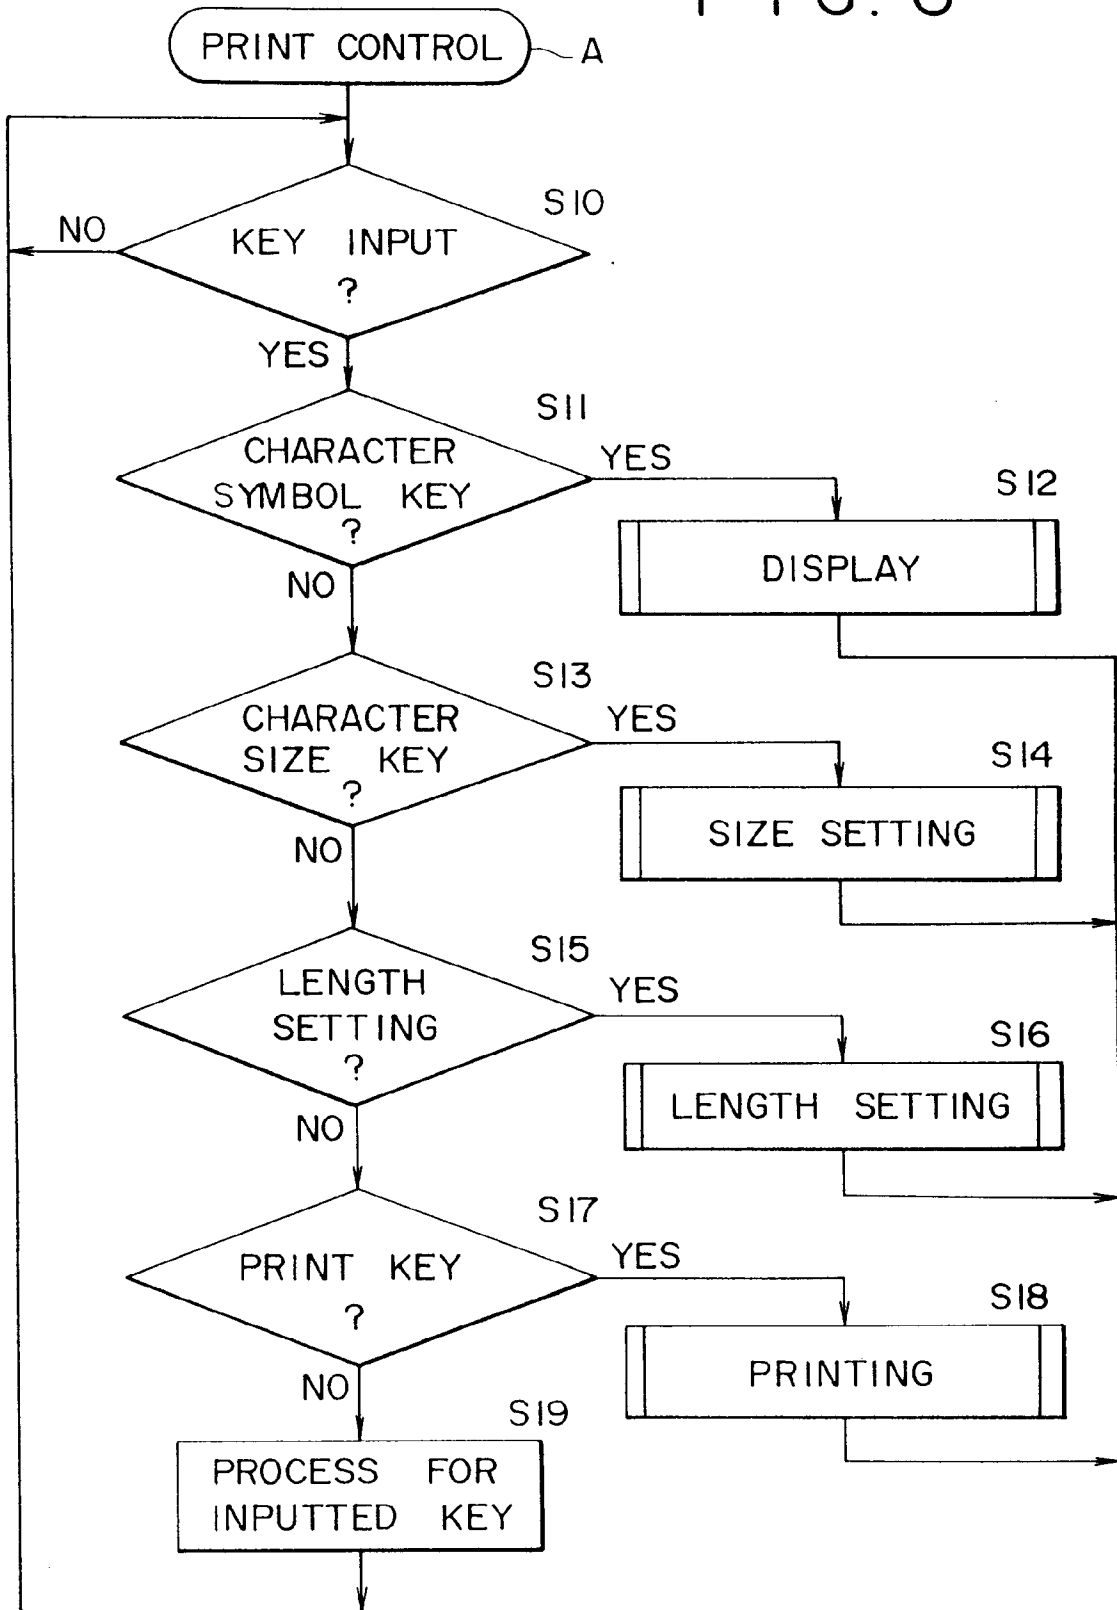 PRINT CONTROL A
S10
NO
KEY INPUT
?
YES
S11
CHARACTER
SYMBOL KEY
?
YES
S12
DISPLAY
NO
S13
CHARACTER
SIZE KEY
?
YES
S14
SIZE SETTING
NO
S15
LENGTH
SETTING
?
YES
S16
LENGTH SETTING
NO
S17
PRINT KEY
?
YES
S18
PRINTING
NO
S19
PROCESS FOR
INPUTTED KEY